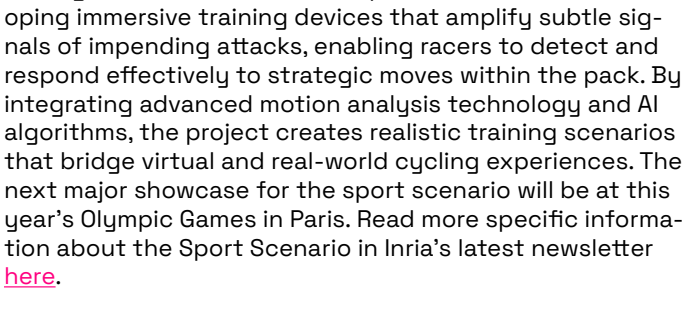 oping immersive training devices that amplify subtle sig-
nals of impending attacks, enabling racers to detect and
respond effectively to strategic moves within the pack. By
integrating advanced motion analysis technology and AI
algorithms, the project creates realistic training scenarios
that bridge virtual and real-world cycling experiences. The
next major showcase for the sport scenario will be at this
year's Olympic Games in Paris. Read more specific informa-
tion about the Sport Scenario in Inria's latest newsletter
here.